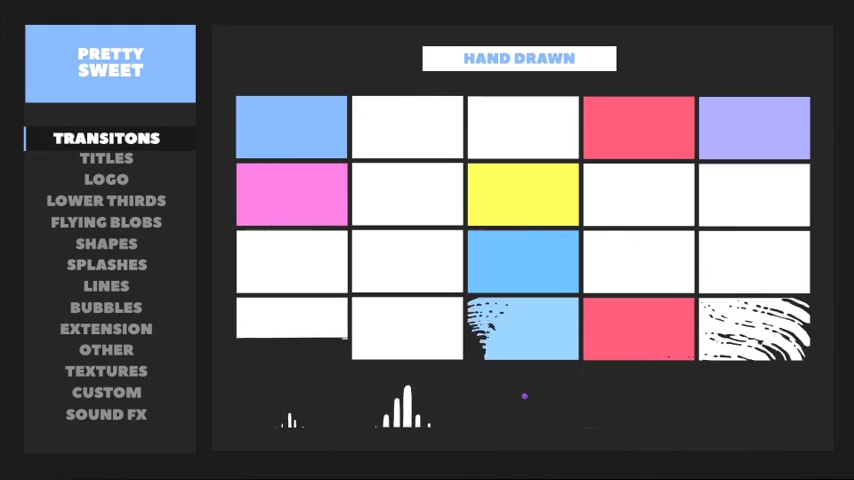 PRETTY
SWEET
HAND DRAWN
TRANSITONS
TITLES
LOGO
LOWER THIRDS
FLYING BLOBS
SHAPES
SPLASHES
LINES
BUBBLES
EXTENSION
OTHER
TEXTURES
CUSTOM
SOUND FX